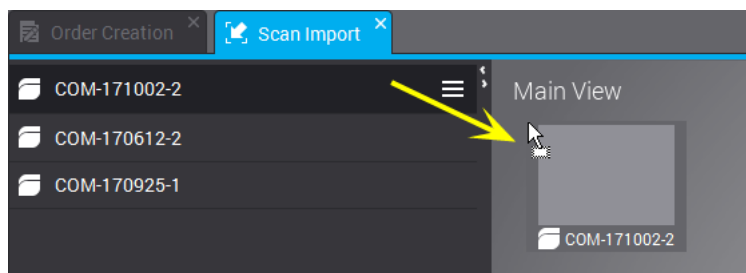 Order Creation
Scan Import
COM-171002-2
COM-170612-2
COM-170925-1
Main View
COM-171002-2